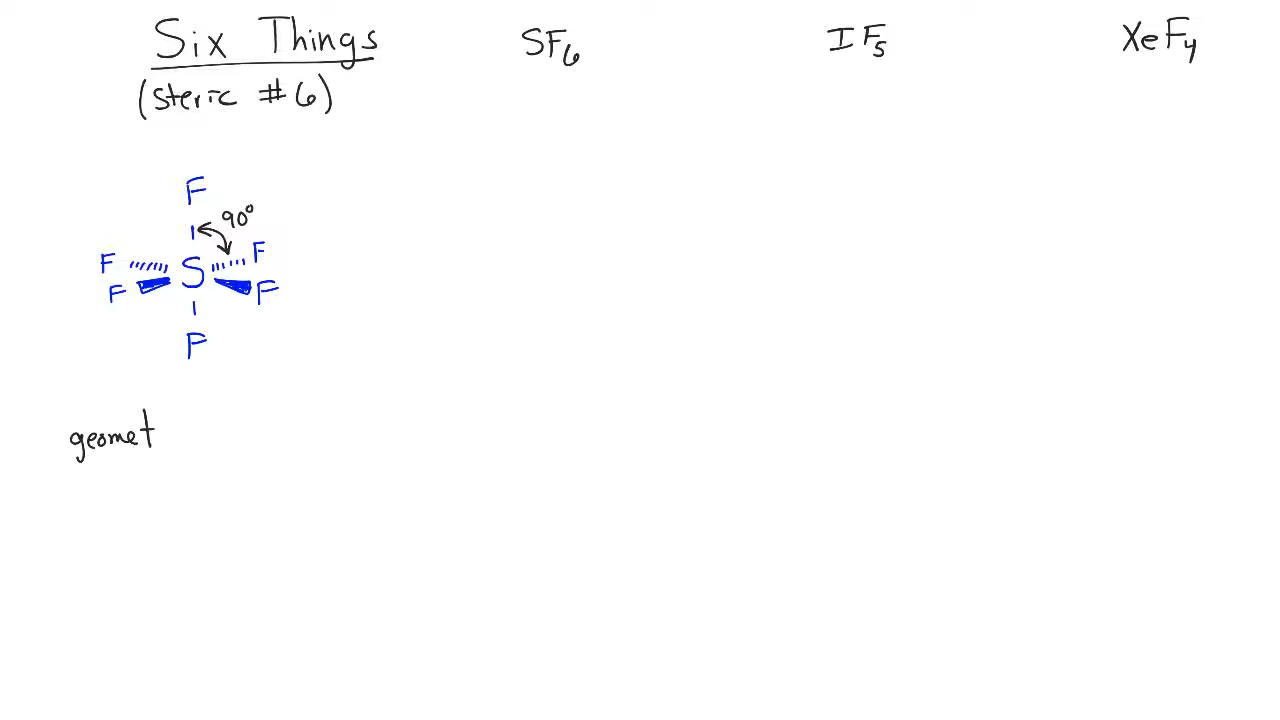 Six Things
(steric #6)
SF₆
IF₅
XeF₄
F
90°
F F
S
F F
F
geomet